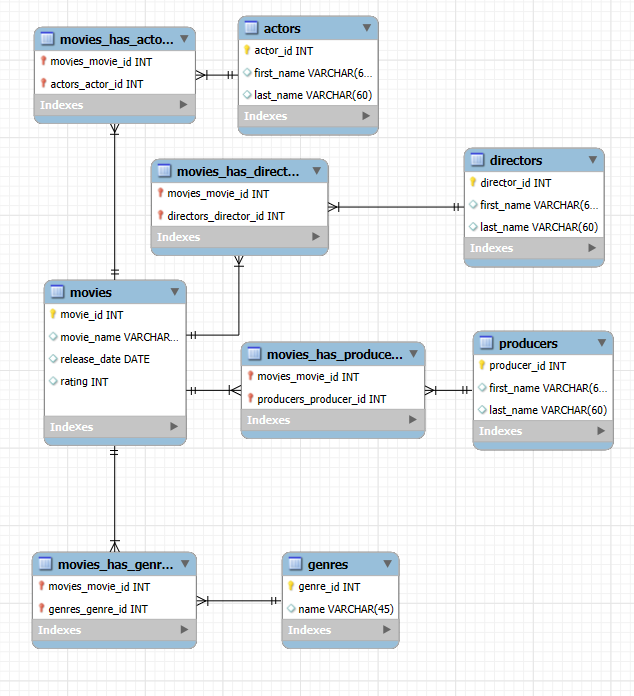 movies_has_acto...
movies_movie_id INT
actors_actor_id INT
Indexes
actors
actor_id INT
first_name VARCHAR(6...
last_name VARCHAR(60)
Indexes
movies_has_direct...
movies_movie_id INT
directors_director_id INT
Indexes
directors
director_id INT
first_name VARCHAR(6...
last_name VARCHAR(60)
Indexes
movies
movie_id INT
movie_name VARCHAR...
release_date DATE
rating INT
Indexes
movies_has_produce...
movies_movie_id INT
producers_producer_id INT
Indexes
producers
producer_id INT
first_name VARCHAR(6...
last_name VARCHAR(60)
Indexes
movies_has_genr...
movies_movie_id INT
genres_genre_id INT
Indexes
genres
genre_id INT
name VARCHAR(45)
Indexes